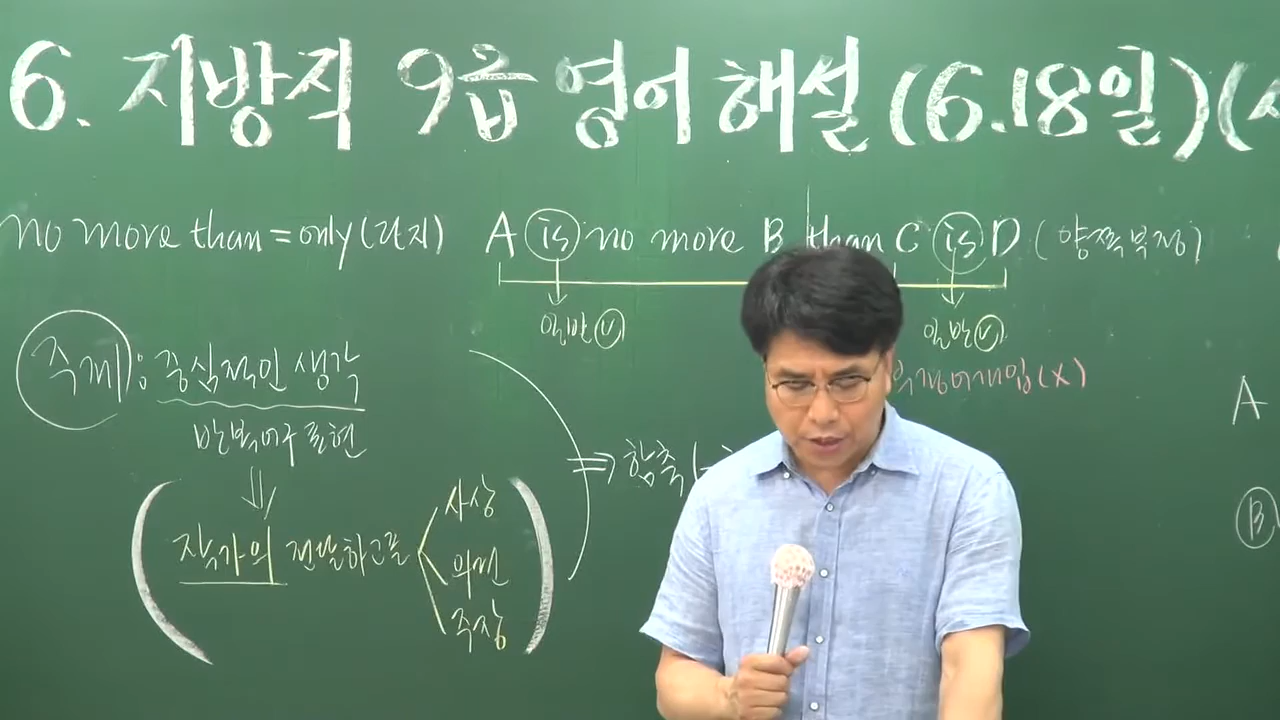 6. 지방직 9급 영어 해설 (6.18일)(
no more than = only (
A is no more B than C is D (양쪽부정)
일반 V
일반 V
(X)
주제 : 중심적인 생각
반복어구 표현
⇓
⇒ 함축
작가의 전달하고픈
사상
의견
주장
A
B